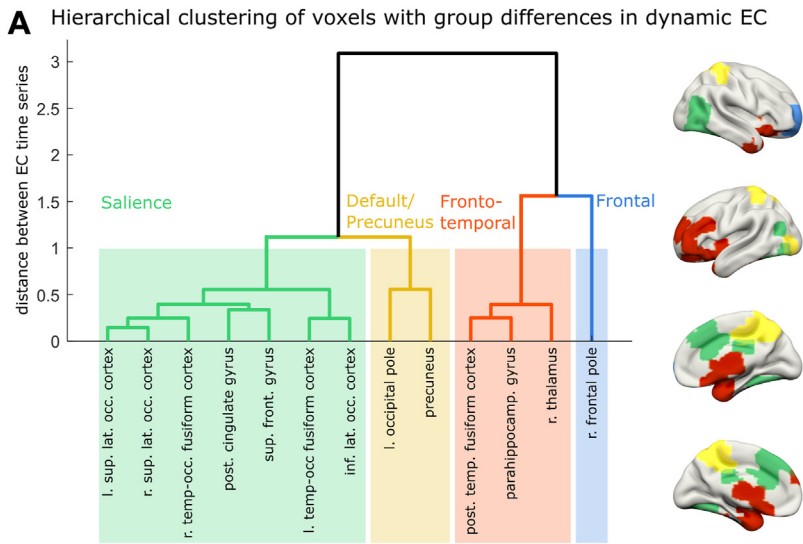 A
Hierarchical clustering of voxels with group differences in dynamic EC
distance between EC time series
3
2.5
2
1.5
1
0.5
0
Salience
Default/
Precuneus
Fronto-
temporal
Frontal
l. sup. lat. occ. cortex
r. sup. lat. occ. cortex
r. temp-occ. fusiform cortex
post. cingulate gyrus
sup. front. gyrus
l. temp-occ fusiform cortex
inf. lat. occ. cortex
l. occipital pole
precuneus
post. temp. fusiform cortex
parahippocamp. gyrus
r. thalamus
r. frontal pole